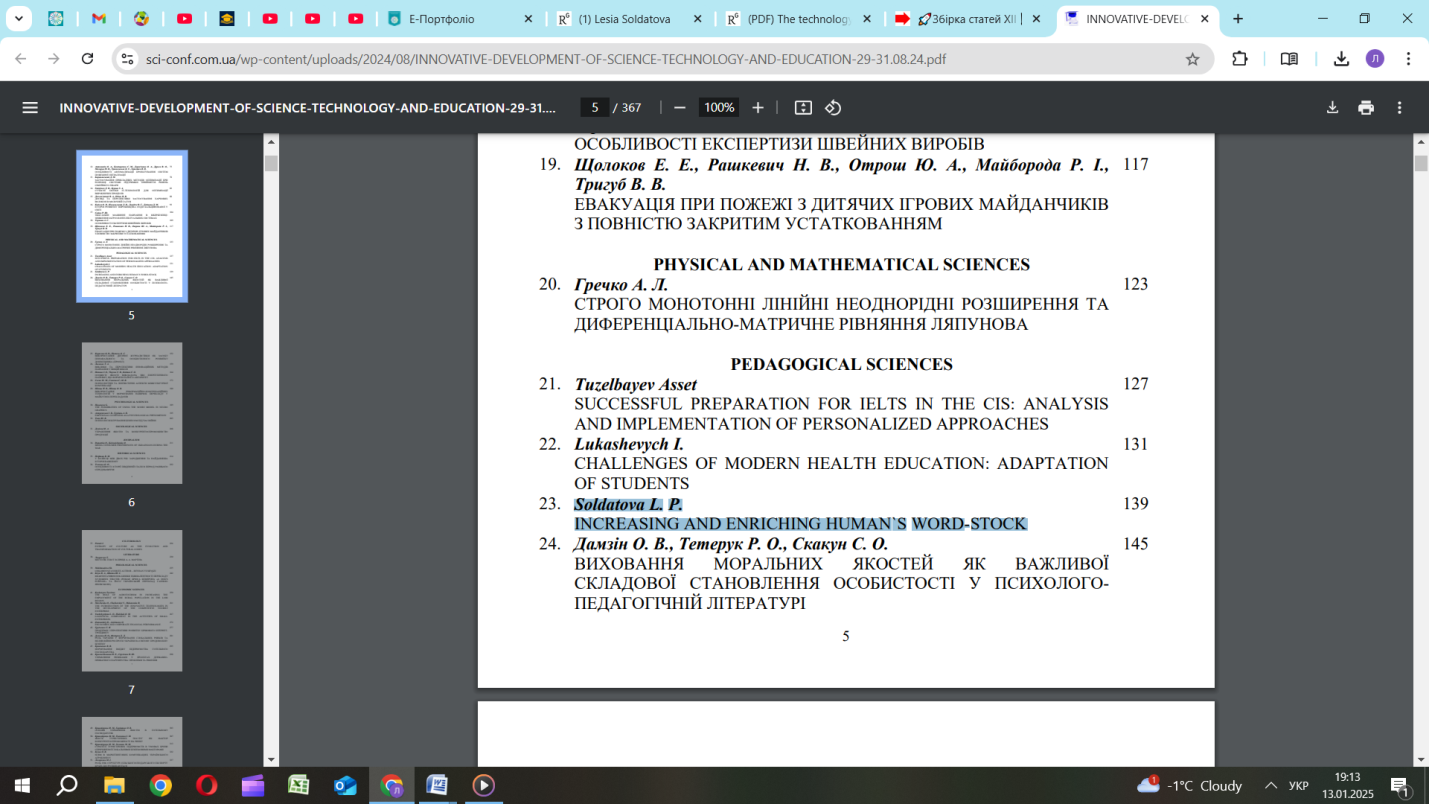 Е-Портфоліо
(1) Lesia Soldatova
(PDF) The technology
Збірка статей XII
INNOVATIVE-DEVELO
sci-conf.com.ua/wp-content/uploads/2024/08/INNOVATIVE-DEVELOPMENT-OF-SCIENCE-TECHNOLOGY-AND-EDUCATION-29-31.08.24.pdf
Л
INNOVATIVE-DEVELOPMENT-OF-SCIENCE-TECHNOLOGY-AND-EDUCATION-29-31....
5 / 367
100%
ОСОБЛИВОСТІ ЕКСПЕРТИЗИ ШВЕЙНИХ ВИРОБІВ
19. Щолоков Е. Е., Рашкевич Н. В., Отрош Ю. А., Майборода Р. І., 117
Тригуб В. В.
ЕВАКУАЦІЯ ПРИ ПОЖЕЖІ З ДИТЯЧИХ ІГРОВИХ МАЙДАНЧИКІВ
З ПОВНІСТЮ ЗАКРИТИМ УСТАТКОВАННЯМ
PHYSICAL AND MATHEMATICAL SCIENCES
20. Гречко А. Л. 123
СТРОГО МОНОТОННІ ЛІНІЙНІ НЕОДНОРІДНІ РОЗШИРЕННЯ ТА
ДИФЕРЕНЦІАЛЬНО-МАТРИЧНЕ РІВНЯННЯ ЛЯПУНОВА
PEDAGOGICAL SCIENCES
21. Tuzelbayev Asset 127
SUCCESSFUL PREPARATION FOR IELTS IN THE CIS: ANALYSIS
AND IMPLEMENTATION OF PERSONALIZED APPROACHES
22. Lukashevych I. 131
CHALLENGES OF MODERN HEALTH EDUCATION: ADAPTATION
OF STUDENTS
23. Soldatova L. P. 139
INCREASING AND ENRICHING HUMAN`S WORD-STOCK
24. Дамзін О. В., Тетерук Р. О., Скакун С. О. 145
ВИХОВАННЯ МОРАЛЬНИХ ЯКОСТЕЙ ЯК ВАЖЛИВОЇ
СКЛАДОВОЇ СТАНОВЛЕННЯ ОСОБИСТОСТІ У ПСИХОЛОГО-
ПЕДАГОГІЧНІЙ ЛІТЕРАТУРІ
5
5
6
7
-1°C Cloudy
УКР
19:13
13.01.2025